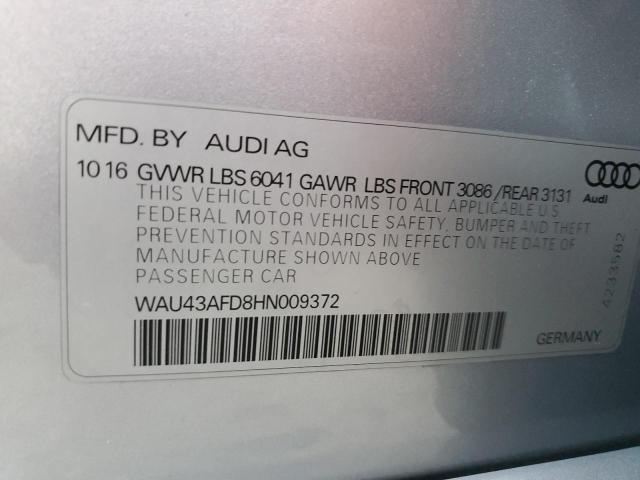 MFD. BY AUDI AG
10 16 GVWR LBS 6041 GAWR LBS FRONT 3086 / REAR 3131
Audi
THIS VEHICLE CONFORMS TO ALL APPLICABLE U.S.
FEDERAL MOTOR VEHICLE SAFETY, BUMPER AND THEFT
PREVENTION STANDARDS IN EFFECT ON THE DATE OF
MANUFACTURE SHOWN ABOVE
PASSENGER CAR
4233582
WAU43AFD8HN009372
GERMANY